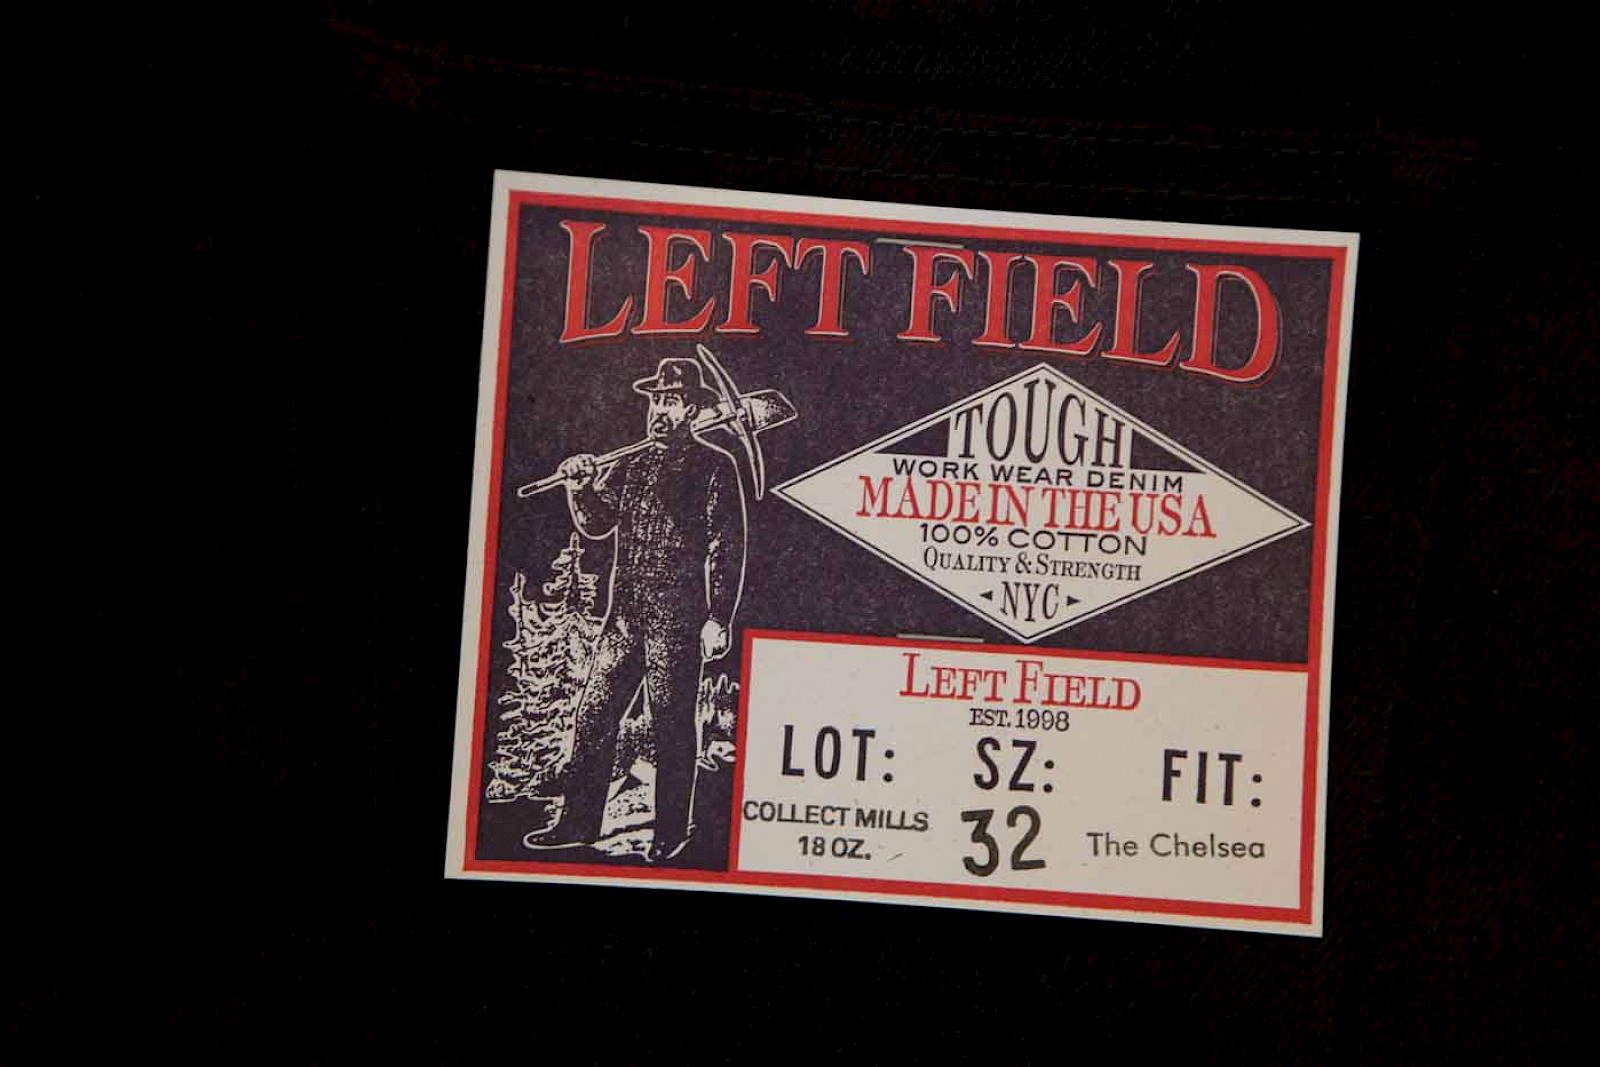 LEFT FIELD
TOUGH
WORK WEAR DENIM
MADE IN THE USA
100% COTTON
QUALITY & STRENGTH
NYC
LEFT FIELD
EST. 1998
LOT: SZ: FIT:
COLLECT MILLS
18 OZ.
32
The Chelsea